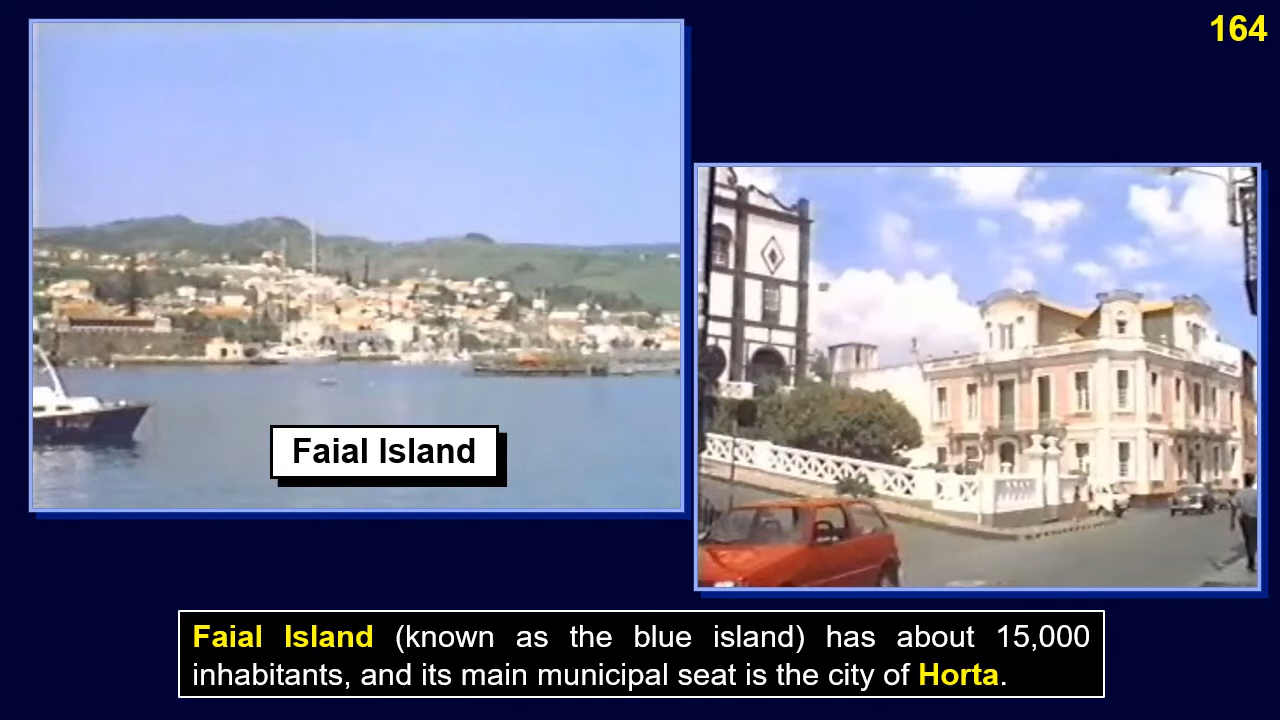 164
Faial Island
Faial Island (known as the blue island) has about 15,000
inhabitants, and its main municipal seat is the city of Horta.